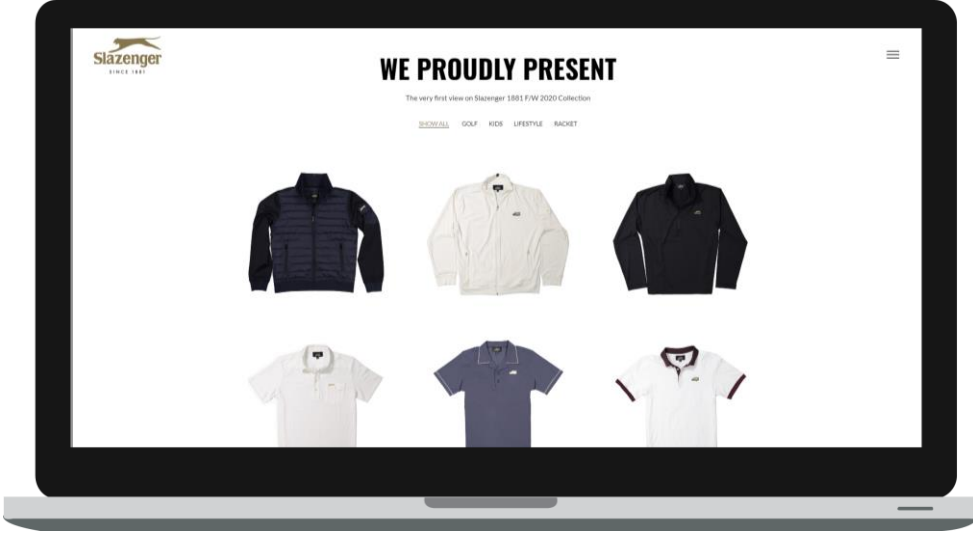 Slazenger
SINCE 1881
WE PROUDLY PRESENT
The very first view on Slazenger 1881 F/W 2020 Collection
SHOW ALL GOLF KIDS LIFESTYLE RACKET